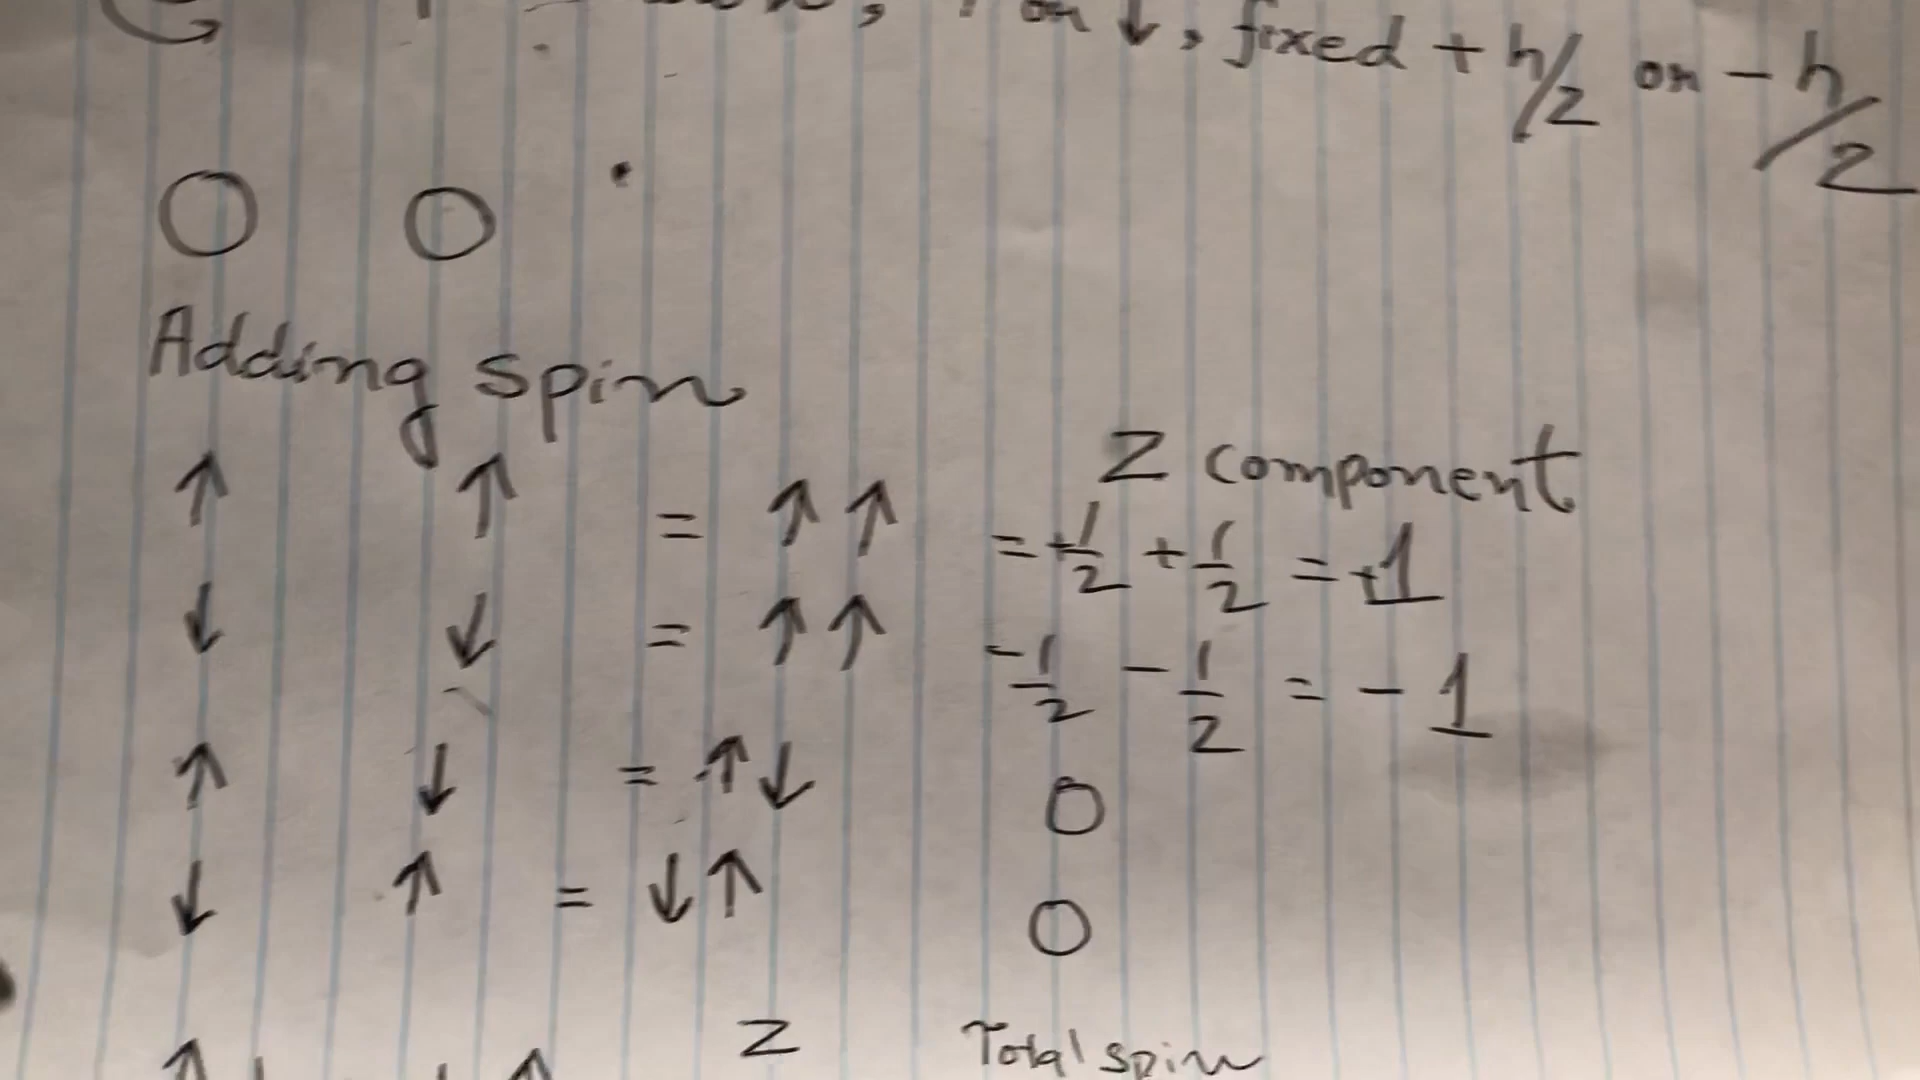 on ↓, fixed + ħ/2 or - ħ/2
Adding spin
Z component
↑ ↑ = ↑↑ = +1/2 + 1/2 = +1
↓ ↓ = ↑↑ -1/2 - 1/2 = -1
↑ ↓ = ↑↓ 0
↓ ↑ = ↓↑ 0
Z Total spin